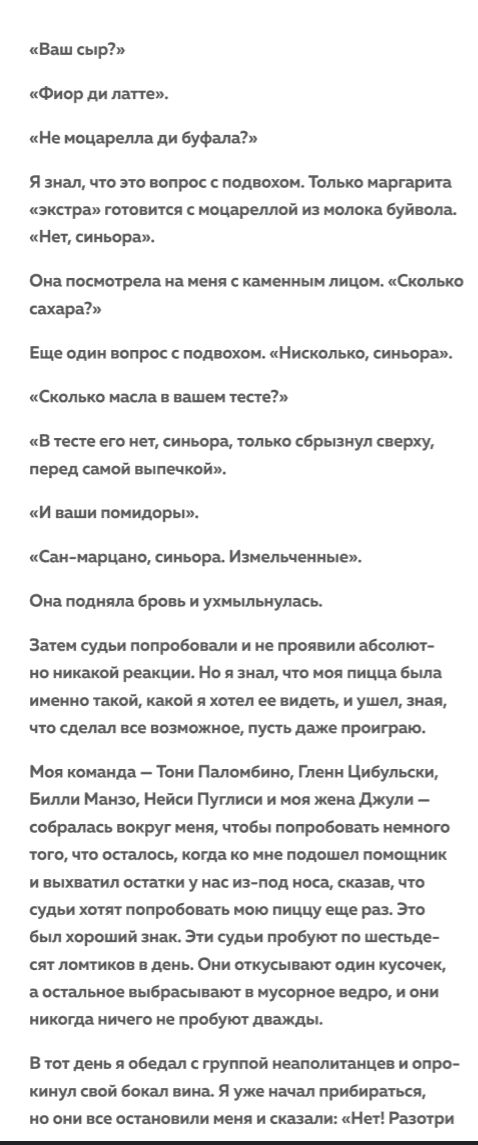 «Ваш сыр?»
«Фиор ди латте».
«Не моцарелла ди буфала?»
Я знал, что это вопрос с подвохом. Только маргарита
«экстра» готовится с моцареллой из молока буйвола.
«Нет, синьора».
Она посмотрела на меня с каменным лицом. «Сколько
сахара?»
Еще один вопрос с подвохом. «Нисколько, синьора».
«Сколько масла в вашем тесте?»
«В тесте его нет, синьора, только сбрызнул сверху,
перед самой выпечкой».
«И ваши помидоры».
«Сан-марцано, синьора. Измельченные».
Она подняла бровь и ухмыльнулась.
Затем судьи попробовали и не проявили абсолют-
но никакой реакции. Но я знал, что моя пицца была
именно такой, какой я хотел ее видеть, и ушел, зная,
что сделал все возможное, пусть даже проиграю.
Моя команда — Тони Паломбино, Гленн Цибульски,
Билли Манзо, Нейси Пуглиси и моя жена Джули —
собралась вокруг меня, чтобы попробовать немного
того, что осталось, когда ко мне подошел помощник
и выхватил остатки у нас из-под носа, сказав, что
судьи хотят попробовать мою пиццу еще раз. Это
был хороший знак. Эти судьи пробуют по шестьде-
сят ломтиков в день. Они откусывают один кусочек,
а остальное выбрасывают в мусорное ведро, и они
никогда ничего не пробуют дважды.
В тот день я обедал с группой неаполитанцев и опро-
кинул свой бокал вина. Я уже начал прибираться,
но они все остановили меня и сказали: «Нет! Разотри